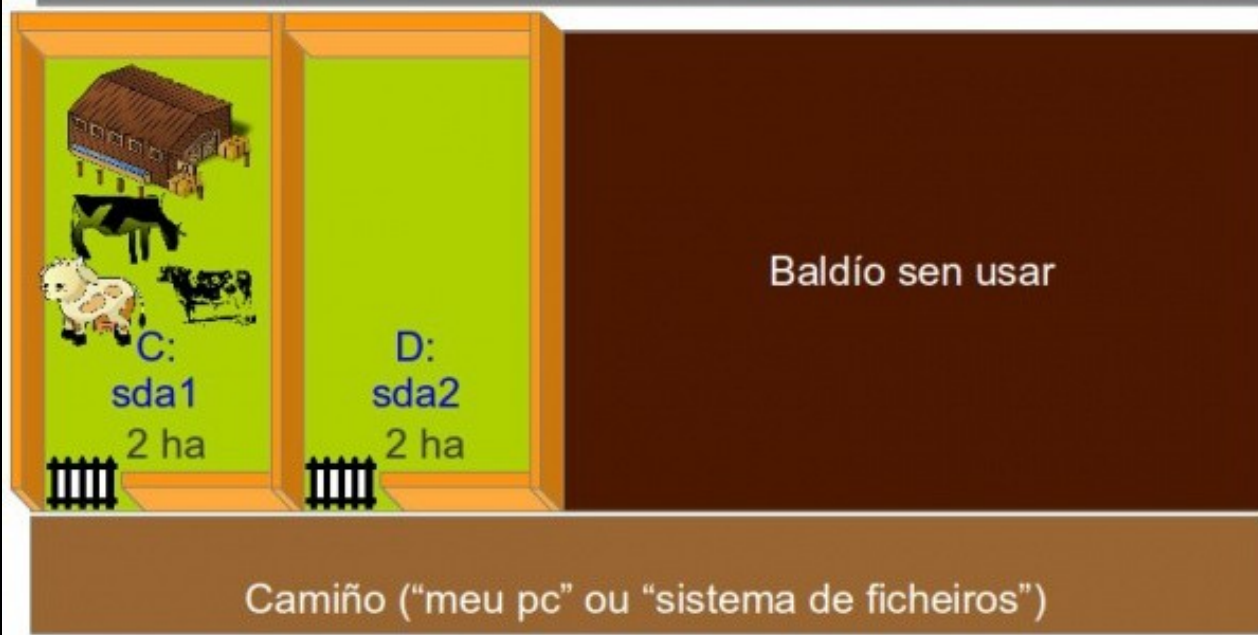 C:
sda1
2 ha
D:
sda2
2 ha
Baldío sen usar
Camiño (“meu pc” ou “sistema de ficheiros”)